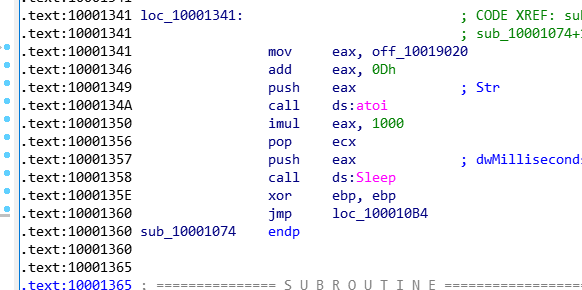 .text:10001341
.text:10001341 loc_10001341: ; CODE XREF: su
.text:10001341 ; sub_10001074+
.text:10001341 mov eax, off_10019020
.text:10001346 add eax, 0Dh
.text:10001349 push eax ; Str
.text:1000134A call ds:atoi
.text:10001350 imul eax, 1000
.text:10001356 pop ecx
.text:10001357 push eax ; dwMilliseconds
.text:10001358 call ds:Sleep
.text:1000135E xor ebp, ebp
.text:10001360 jmp loc_100010B4
.text:10001360 sub_10001074 endp
.text:10001360
.text:10001365
.text:10001365 ; =============== S U B R O U T I N E ==================